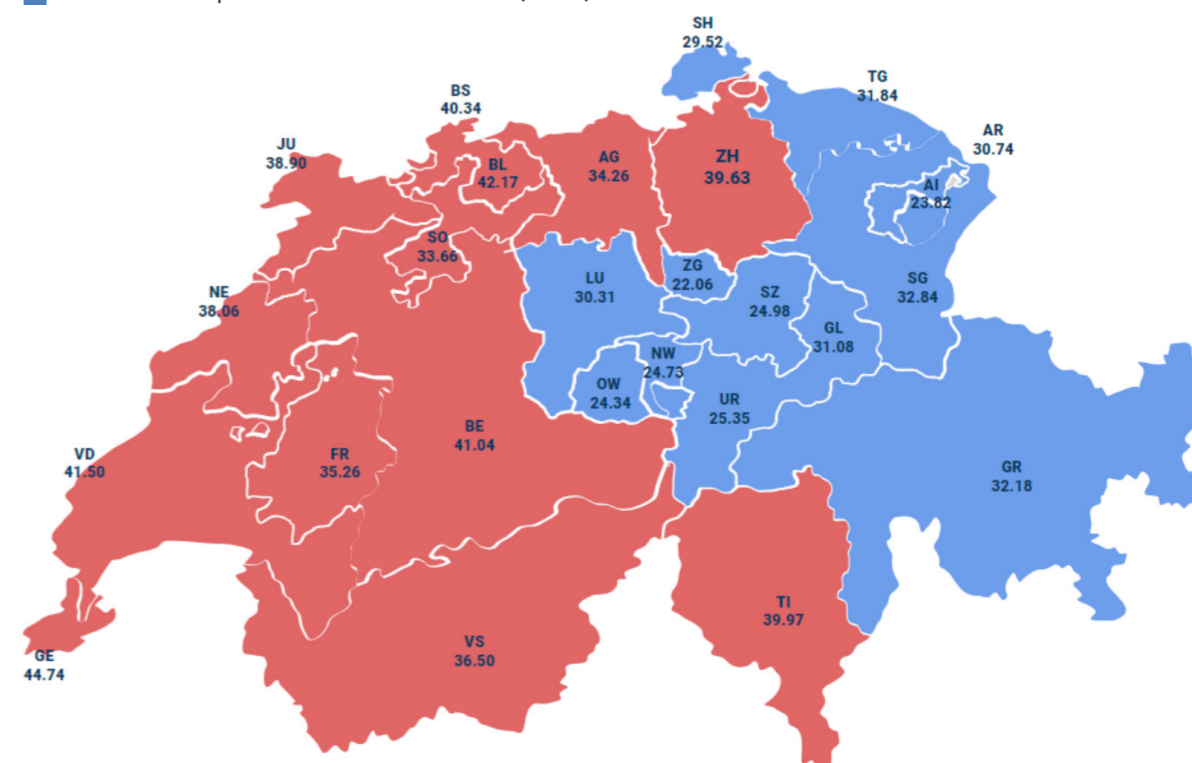 SH
29.52
TG
31.84
BS
40.34
AR
30.74
JU
38.90
BL
42.17
AG
34.26
ZH
39.63
AI
23.82
SO
33.66
ZG
22.06
LU
30.31
SZ
24.98
SG
32.84
NE
38.06
GL
31.08
NW
24.73
OW
24.34
UR
25.35
BE
41.04
VD
41.50
FR
35.26
GR
32.18
TI
39.97
VS
36.50
GE
44.74